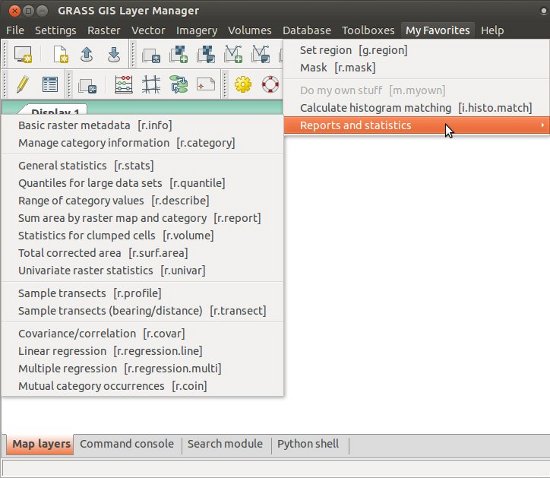 GRASS GIS Layer Manager
File Settings Raster Vector Imagery Volumes Database Toolboxes My Favorites Help
Set region [g.region]
Mask [r.mask]
Do my own stuff [m.myown]
Calculate histogram matching [i.histo.match]
Reports and statistics
Display 1
Basic raster metadata [r.info]
Manage category information [r.category]
General statistics [r.stats]
Quantiles for large data sets [r.quantile]
Range of category values [r.describe]
Sum area by raster map and category [r.report]
Statistics for clumped cells [r.volume]
Total corrected area [r.surf.area]
Univariate raster statistics [r.univar]
Sample transects [r.profile]
Sample transects (bearing/distance) [r.transect]
Covariance/correlation [r.covar]
Linear regression [r.regression.line]
Multiple regression [r.regression.multi]
Mutual category occurrences [r.coin]
Map layers Command console Search module Python shell